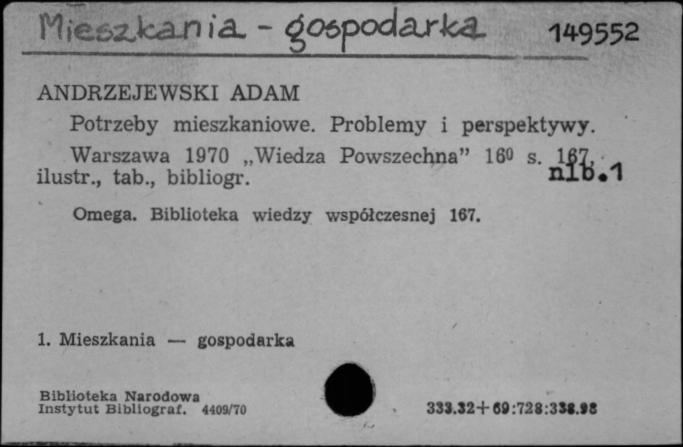 Mieszkania - gospodarka 149552
ANDRZEJEWSKI ADAM
Potrzeby mieszkaniowe. Problemy i perspektywy.
Warszawa 1970 „Wiedza Powszechna” 16⁰ s. 167,
ilustr., tab., bibliogr. nlb.1
Omega. Biblioteka wiedzy współczesnej 167.
1. Mieszkania — gospodarka
Biblioteka Narodowa
Instytut Bibliograf. 4409/70 333.32+69:728:338.98